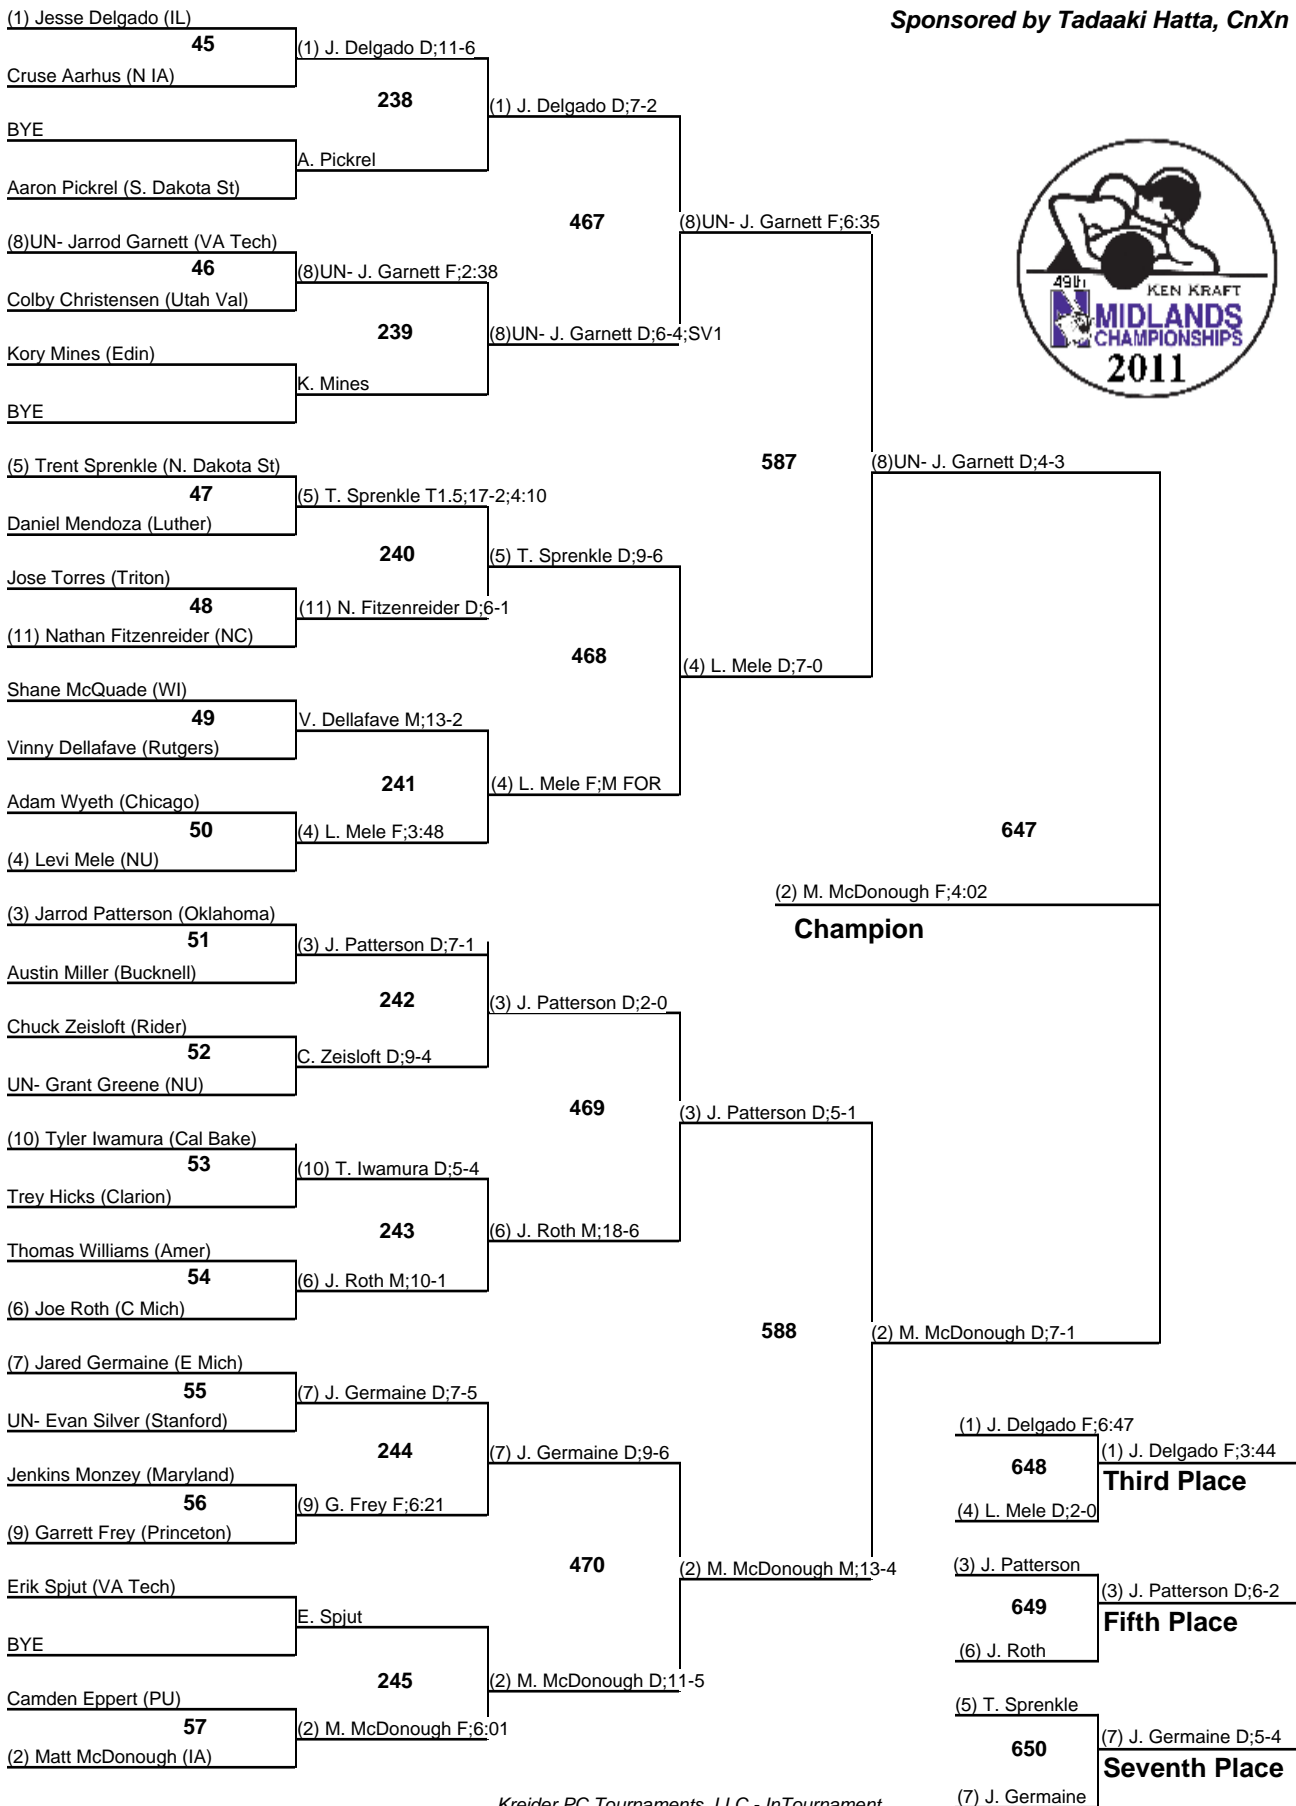 (1) Jesse Delgado (IL)
Sponsored by Tadaaki Hatta, CnXn
45
(1) J. Delgado D;11-6
Cruse Aarhus (N IA)
238
(1) J. Delgado D;7-2
BYE
A. Pickrel
Aaron Pickrel (S. Dakota St)
467
(8)UN- J. Garnett F;6:35
(8)UN- Jarrod Garnett (VA Tech)
46
(8)UN- J. Garnett F;2:38
Colby Christensen (Utah Val)
239
(8)UN- J. Garnett D;6-4;SV1
Kory Mines (Edin)
K. Mines
BYE
49th
KEN KRAFT
N MIDLANDS
CHAMPIONSHIPS
2011
587
(8)UN- J. Garnett D;4-3
(5) Trent Sprenkle (N. Dakota St)
47
(5) T. Sprenkle T1.5;17-2;4:10
Daniel Mendoza (Luther)
240
(5) T. Sprenkle D;9-6
Jose Torres (Triton)
48
(11) N. Fitzenreider D;6-1
(11) Nathan Fitzenreider (NC)
468
(4) L. Mele D;7-0
Shane McQuade (WI)
49
V. Dellafave M;13-2
Vinny Dellafave (Rutgers)
241
(4) L. Mele F;M FOR
Adam Wyeth (Chicago)
50
(4) L. Mele F;3:48
(4) Levi Mele (NU)
647
(2) M. McDonough F;4:02
Champion
(3) Jarrod Patterson (Oklahoma)
51
(3) J. Patterson D;7-1
Austin Miller (Bucknell)
242
(3) J. Patterson D;2-0
Chuck Zeisloft (Rider)
52
C. Zeisloft D;9-4
UN- Grant Greene (NU)
469
(3) J. Patterson D;5-1
(10) Tyler Iwamura (Cal Bake)
53
(10) T. Iwamura D;5-4
Trey Hicks (Clarion)
243
(6) J. Roth M;18-6
Thomas Williams (Amer)
54
(6) J. Roth M;10-1
(6) Joe Roth (C Mich)
588
(2) M. McDonough D;7-1
(7) Jared Germaine (E Mich)
55
(7) J. Germaine D;7-5
UN- Evan Silver (Stanford)
244
(7) J. Germaine D;9-6
Jenkins Monzey (Maryland)
56
(9) G. Frey F;6:21
(9) Garrett Frey (Princeton)
470
(2) M. McDonough M;13-4
Erik Spjut (VA Tech)
E. Spjut
BYE
245
(2) M. McDonough D;11-5
Camden Eppert (PU)
57
(2) M. McDonough F;6:01
(2) Matt McDonough (IA)
(1) J. Delgado F;6:47
648
(1) J. Delgado F;3:44
Third Place
(4) L. Mele D;2-0
(3) J. Patterson
649
(3) J. Patterson D;6-2
Fifth Place
(6) J. Roth
(5) T. Sprenkle
650
(7) J. Germaine D;5-4
Seventh Place
(7) J. Germaine
Kreider PC Tournaments, LLC - InTournament